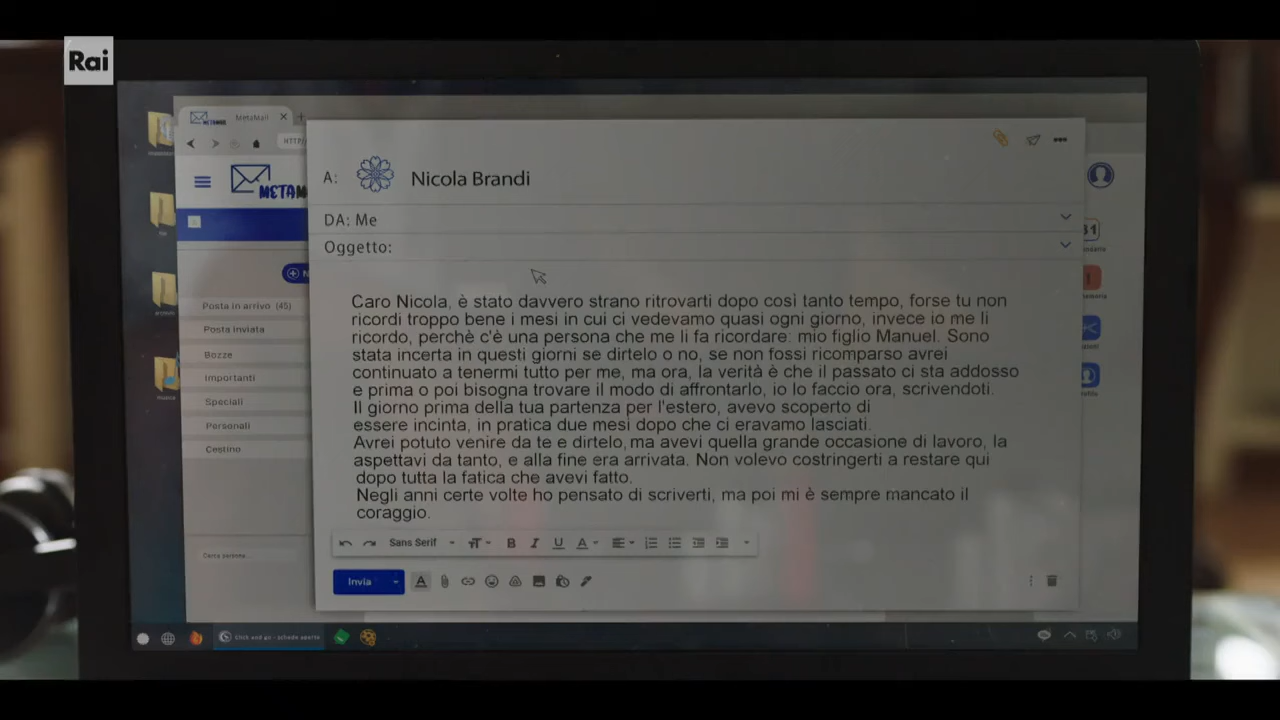 Rai
MetaMail
HTTP/
METAM
A: Nicola Brandi
DA: Me
Oggetto:
Posta in arrivo (45)
Posta Inviata
Bozze
Importanti
Speciali
Personali
Cestino
Caro Nicola, è stato davvero strano ritrovarti dopo così tanto tempo, forse tu non
ricordi troppo bene i mesi in cui ci vedevamo quasi ogni giorno, invece io me li
ricordo, perchè c'è una persona che me li fa ricordare: mio figlio Manuel. Sono
stata incerta in questi giorni se dirtelo o no, se non fossi ricomparso avrei
continuato a tenermi tutto per me, ma ora, la verità è che il passato ci sta addosso
e prima o poi bisogna trovare il modo di affrontarlo, io lo faccio ora, scrivendoti.
Il giorno prima della tua partenza per l'estero, avevo scoperto di
essere incinta, in pratica due mesi dopo che ci eravamo lasciati.
Avrei potuto venire da te e dirtelo, ma avevi quella grande occasione di lavoro, la
aspettavi da tanto, e alla fine era arrivata. Non volevo costringerti a restare qui
dopo tutta la fatica che avevi fatto.
Negli anni certe volte ho pensato di scriverti, ma poi mi è sempre mancato il
coraggio.
Sans Serif
Invia
Click and go - schede aperte